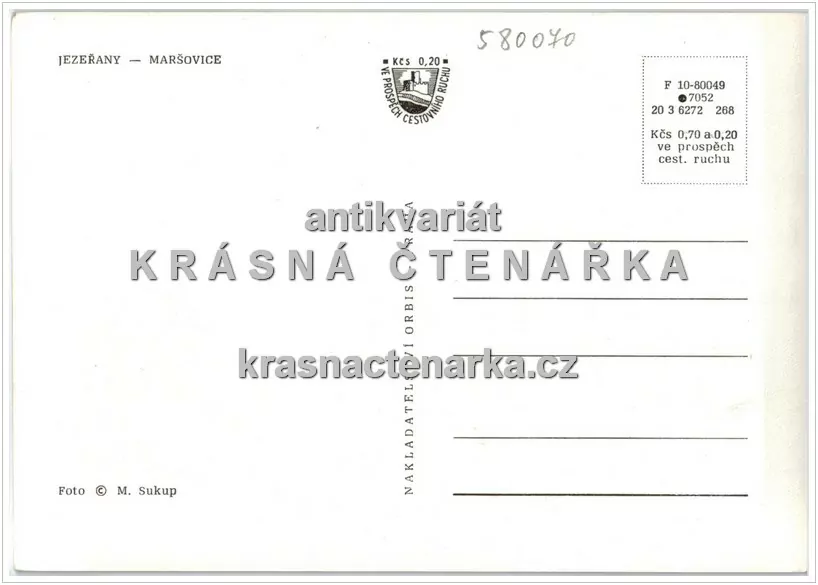 580070
JEZEŘANY — MARŠOVICE
Kčs 0,20
VE PROSPĚCH CESTOVNÍHO RUCHU
F 10-80049
7052
20 3 6272 268
Kčs 0,70 a 0,20
ve prospěch
cest. ruchu
antikvariát
KRÁSNÁ ČTENÁŘKA
krasnactenarka.cz
NAKLADATELSTVÍ ORBIS
Foto © M. Sukup